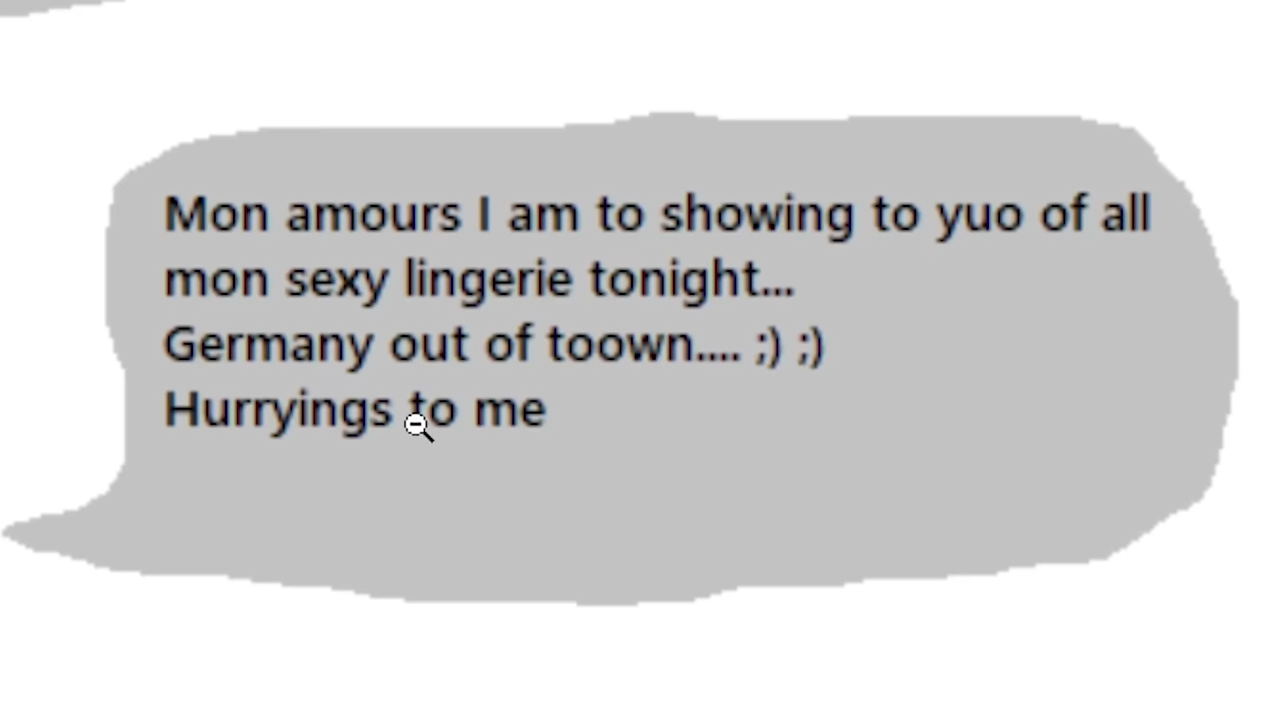 Mon amours I am to showing to yuo of all
mon sexy lingerie tonight...
Germany out of toown.... ;) ;)
Hurryings to me